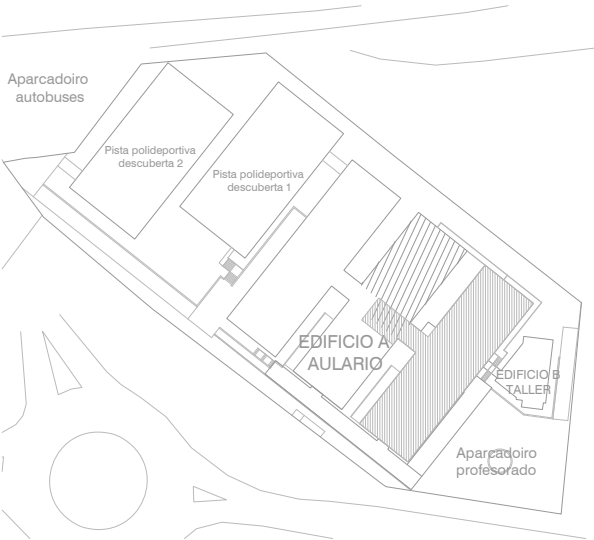 Aparcadoiro
autobuses
Pista polideportiva
descuberta 2
Pista polideportiva
descuberta 1
EDIFICIO A
AULARIO
EDIFICIO B
TALLER
Aparcadoiro
profesorado